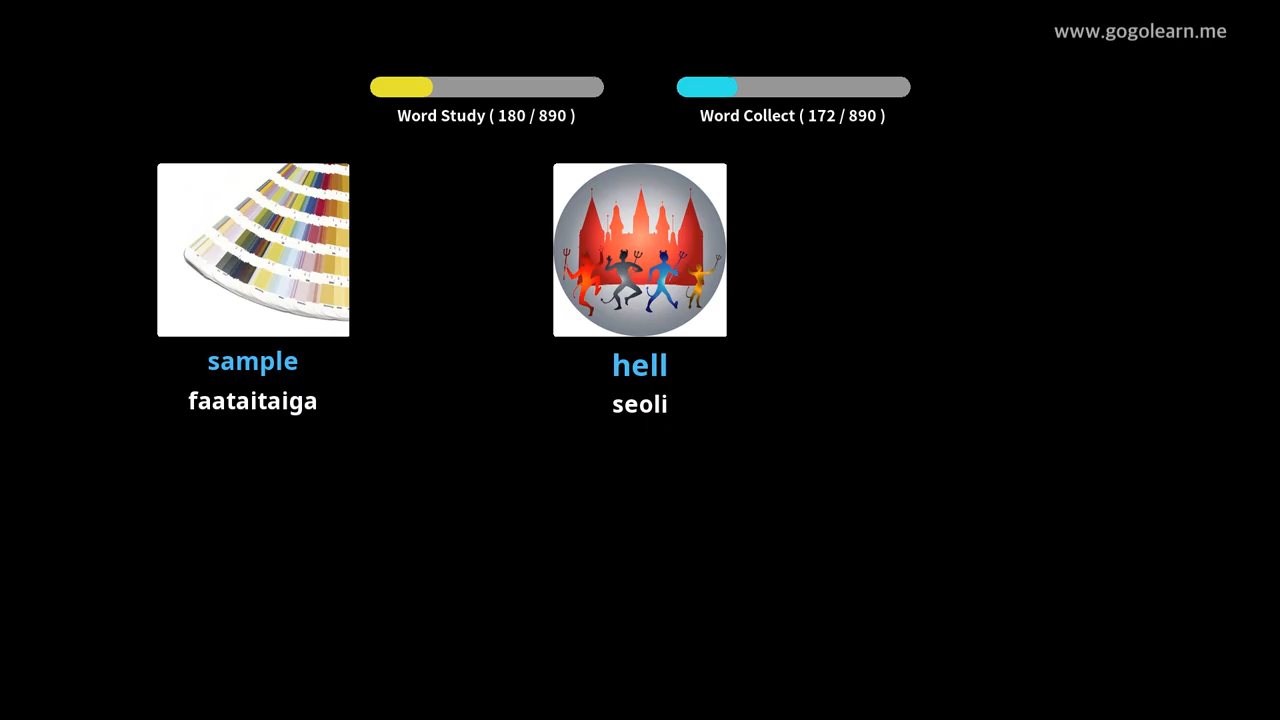 www.gogolearn.me
Word Study ( 180 / 890 )
Word Collect ( 172 / 890 )
sample
faataitaiga
hell
seoli